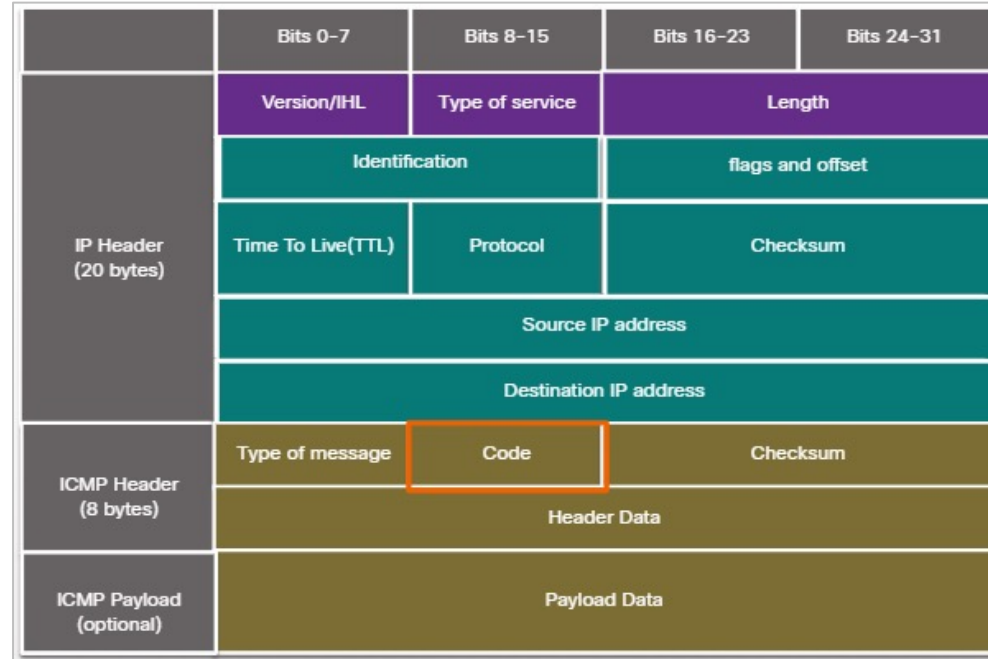 Bits 0-7 Bits 8-15 Bits 16-23 Bits 24-31
Version/IHL Type of service Length
Identification flags and offset
IP Header
(20 bytes)
Time To Live(TTL) Protocol Checksum
Source IP address
Destination IP address
ICMP Header
(8 bytes)
Type of message Code Checksum
Header Data
ICMP Payload
(optional)
Payload Data